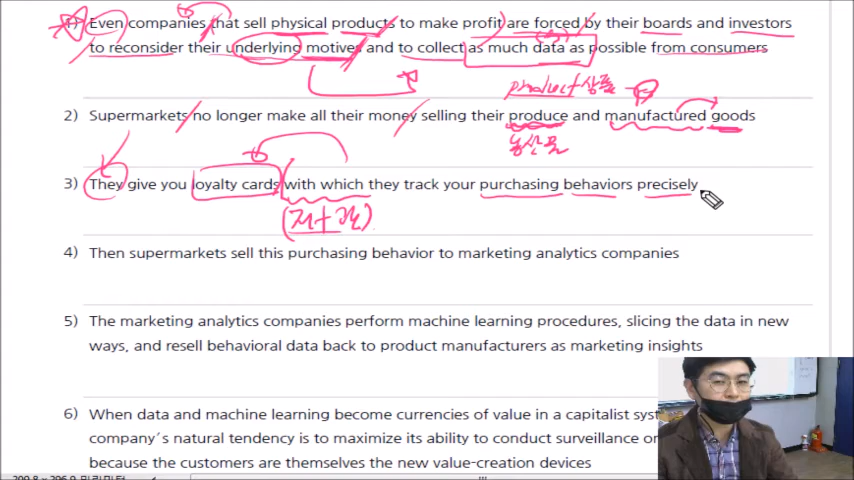 1) Even companies that sell physical products to make profit are forced by their boards and investors
to reconsider their underlying motives and to collect as much data as possible from consumers
product 상품
2) Supermarkets no longer make all their money selling their produce and manufactured goods
농산물
3) They give you loyalty cards with which they track your purchasing behaviors precisely
(전+관)
4) Then supermarkets sell this purchasing behavior to marketing analytics companies
5) The marketing analytics companies perform machine learning procedures, slicing the data in new
ways, and resell behavioral data back to product manufacturers as marketing insights
6) When data and machine learning become currencies of value in a capitalist
company´s natural tendency is to maximize its ability to conduct surveillance
because the customers are themselves the new value-creation devices